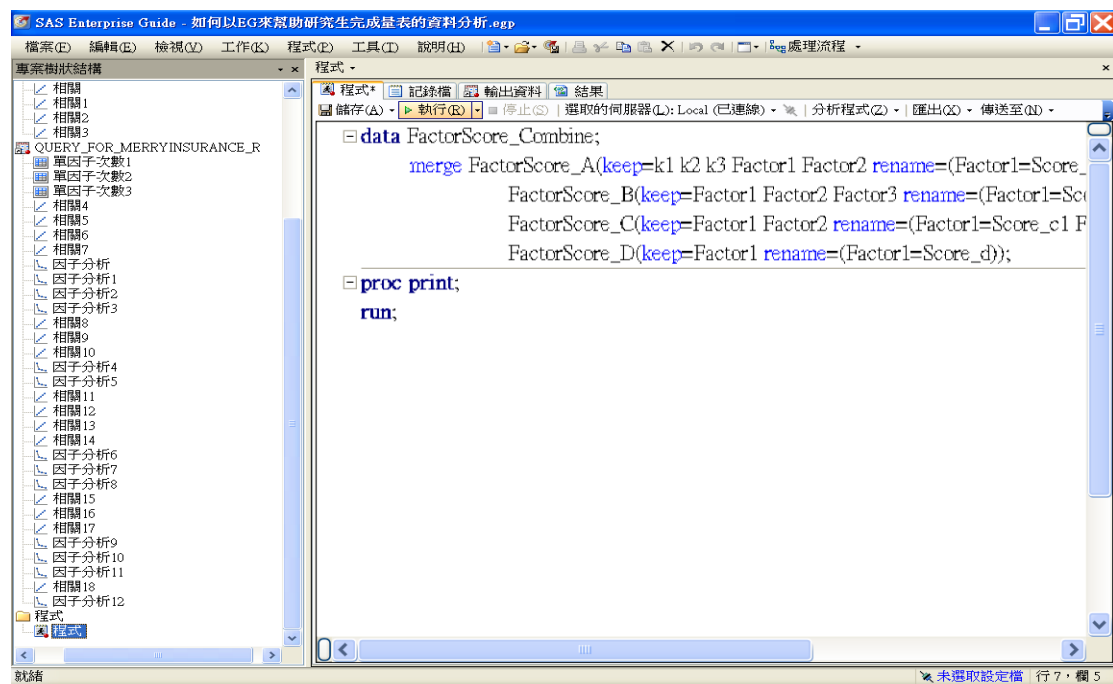 SAS Enterprise Guide - 如何以EG來幫助研究生完成量表的資料分析.egp
檔案(F) 編輯(E) 檢視(V) 工作(K) 程式(P) 工具(T) 說明(H) 處理流程
專案樹狀結構
相關
相關1
相關2
相關3
QUERY_FOR_MERRYINSURANCE_R
單因子次數1
單因子次數2
單因子次數3
相關4
相關5
相關6
相關7
因子分析
因子分析1
因子分析2
因子分析3
相關8
相關9
相關10
因子分析4
因子分析5
相關11
相關12
相關13
相關14
因子分析6
因子分析7
因子分析8
相關15
相關16
相關17
因子分析9
因子分析10
因子分析11
相關18
因子分析12
程式
程式
程式
程式* 記錄檔 輸出資料 結果
儲存(A) 執行(R) 停止(S) 選取的伺服器(L): Local (已連線) 分析程式(Z) 匯出(X) 傳送至(N)
data FactorScore_Combine;
merge FactorScore_A(keep=k1 k2 k3 Factor1 Factor2 rename=(Factor1=Score_
FactorScore_B(keep=Factor1 Factor2 Factor3 rename=(Factor1=Sco
FactorScore_C(keep=Factor1 Factor2 rename=(Factor1=Score_c1 F
FactorScore_D(keep=Factor1 rename=(Factor1=Score_d));
proc print;
run;
就緒
未選取設定檔 行 7，欄 5